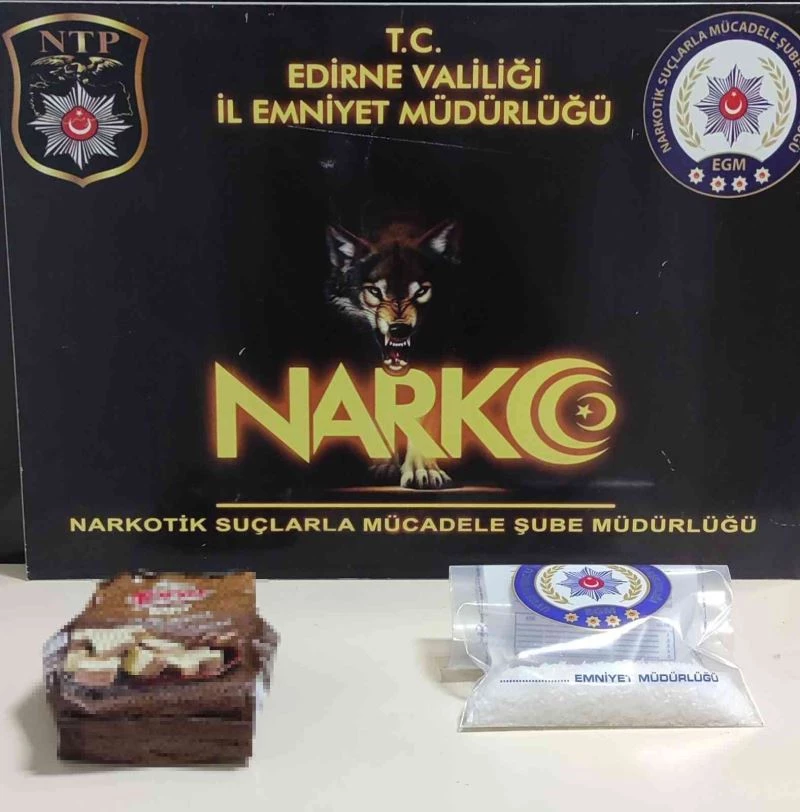 NTP
T.C.
EDİRNE VALİLİĞİ
İL EMNİYET MÜDÜRLÜĞÜ
NARKOTİK SUÇLARLA MÜCADELE ŞUBE
EGM
NARKO
NARKOTİK SUÇLARLA MÜCADELE ŞUBE MÜDÜRLÜĞÜ
EGM
EMNİYET MÜDÜRLÜĞÜ